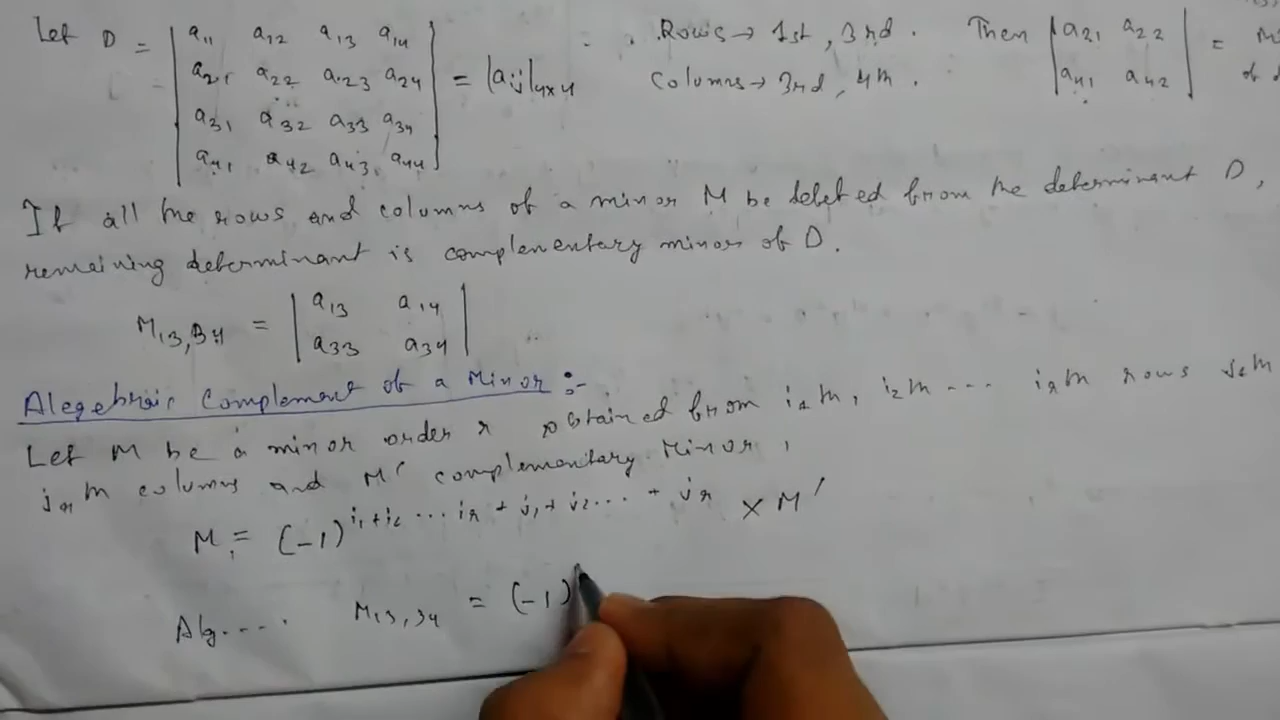 Let D = | a11 a12 a13 a14 |
| a21 a22 a23 a24 | = |aij|4x4
| a31 a32 a33 a34 |
| a41 a42 a43 a44 |
Rows → 1st, 3rd.
Columns → 3rd, 4th.
Then | a21 a22 | =
| a41 a42 |
If all the rows and columns of a minor M be deleted from the determinant D,
remaining determinant is complementary minor of D.
M13,34 = | a13 a14 |
| a33 a34 |
Alegebraic Complement of a Minor :-
Let M be a minor order r obtained from i1th, i2th --- irth rows
jrth columns and M' complementary Minor,
M = (-1)^i1+i2 ... ir + j1 + j2 ... + jr × M'
Alg.... M13,34 = (-1)